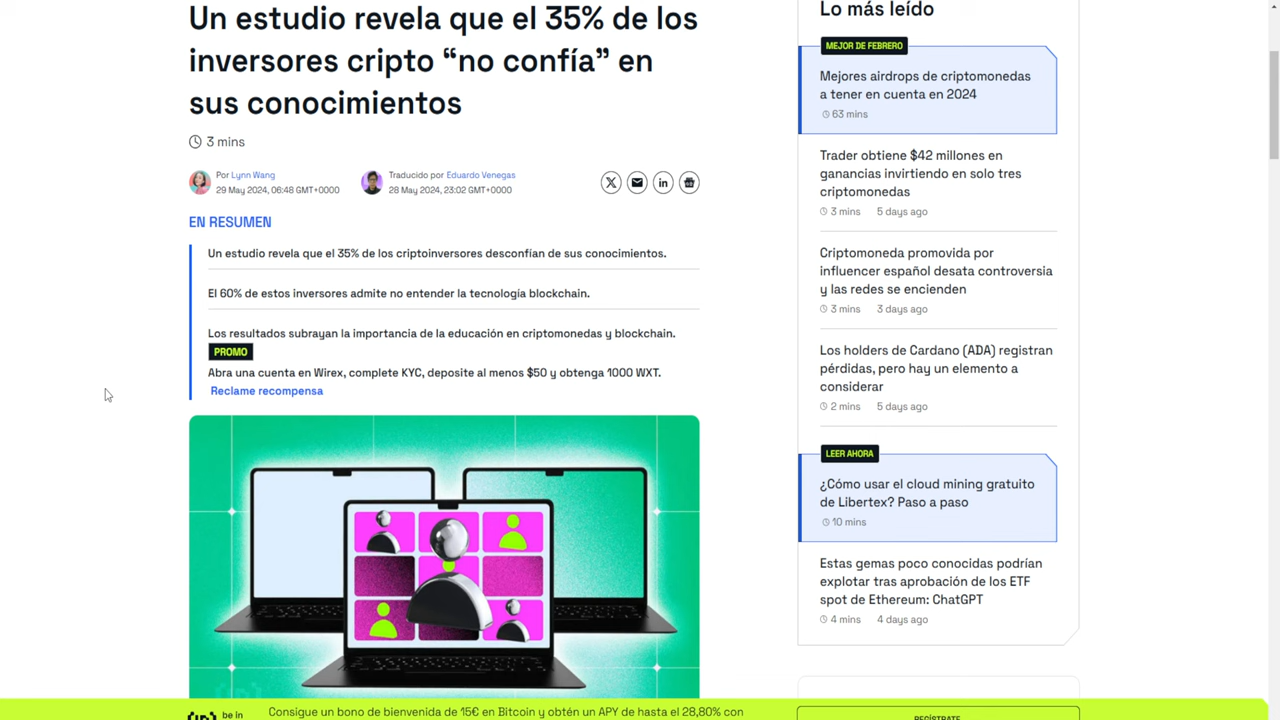 Un estudio revela que el 35% de los
inversores cripto “no confía” en
sus conocimientos
3 mins
Por Lynn Wang
29 May 2024, 06:48 GMT+0000
Traducido por Eduardo Venegas
28 May 2024, 23:02 GMT+0000
EN RESUMEN
Un estudio revela que el 35% de los criptoinversores desconfían de sus conocimientos.
El 60% de estos inversores admite no entender la tecnología blockchain.
Los resultados subrayan la importancia de la educación en criptomonedas y blockchain.
PROMO
Abra una cuenta en Wirex, complete KYC, deposite al menos $50 y obtenga 1000 WXT.
Reclame recompensa
Lo más leído
MEJOR DE FEBRERO
Mejores airdrops de criptomonedas
a tener en cuenta en 2024
63 mins
Trader obtiene $42 millones en
ganancias invirtiendo en solo tres
criptomonedas
3 mins 5 days ago
Criptomoneda promovida por
influencer español desata controversia
y las redes se encienden
3 mins 3 days ago
Los holders de Cardano (ADA) registran
pérdidas, pero hay un elemento a
considerar
2 mins 5 days ago
LEER AHORA
¿Cómo usar el cloud mining gratuito
de Libertex? Paso a paso
10 mins
Estas gemas poco conocidas podrían
explotar tras aprobación de los ETF
spot de Ethereum: ChatGPT
4 mins 4 days ago
be in
Consigue un bono de bienvenida de 15€ en Bitcoin y obtén un APY de hasta el 28,80% con
REGÍSTRATE